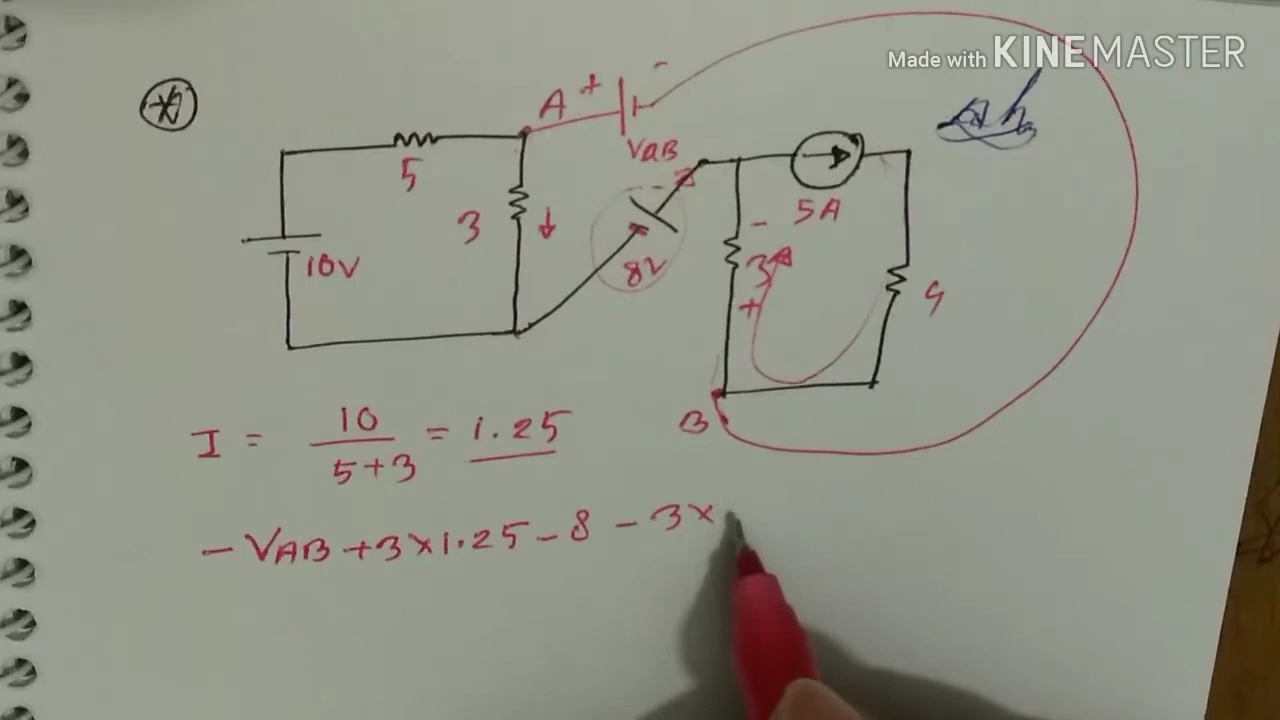 Made with KINEMASTER
A + -
VAB
5
3
10V
8V
5A
-
3
+
4
B
I = 10 / 5+3 = 1.25
- VAB +3×1.25 - 8 - 3×